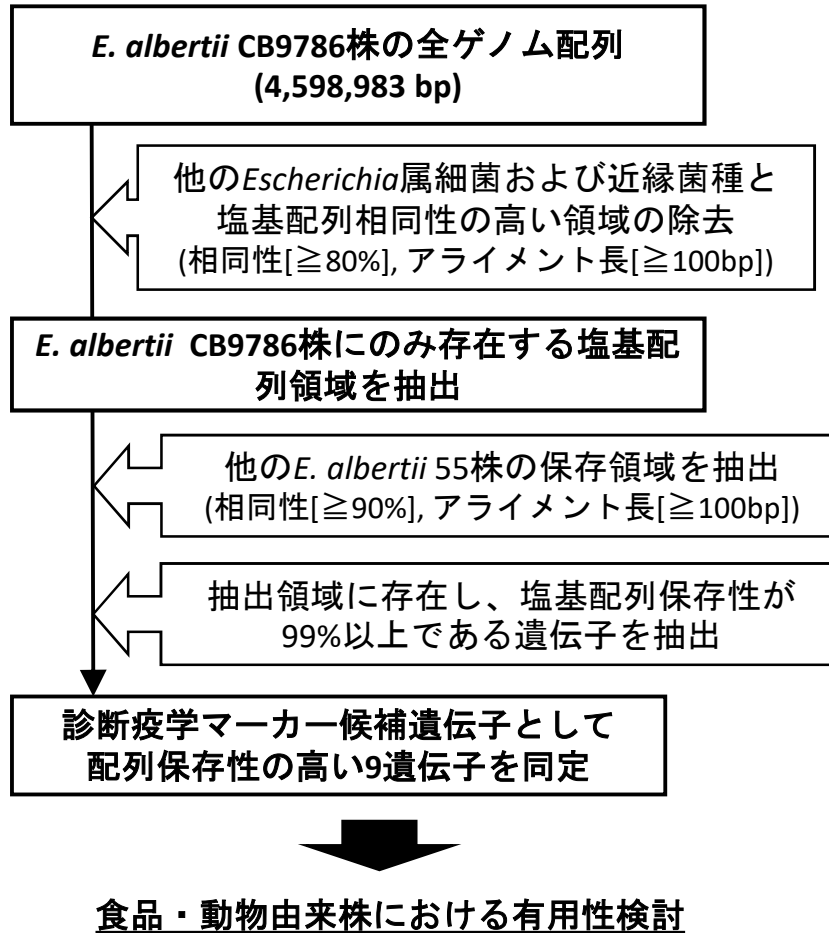 E. albertii CB9786株の全ゲノム配列
(4,598,983 bp)
他のEscherichia属細菌および近縁菌種と
塩基配列相同性の高い領域の除去
(相同性[≧80%], アライメント長[≧100bp])
E. albertii CB9786株にのみ存在する塩基配
列領域を抽出
他のE. albertii 55株の保存領域を抽出
(相同性[≧90%], アライメント長[≧100bp])
抽出領域に存在し、塩基配列保存性が
99%以上である遺伝子を抽出
診断疫学マーカー候補遺伝子として
配列保存性の高い9遺伝子を同定
食品・動物由来株における有用性検討